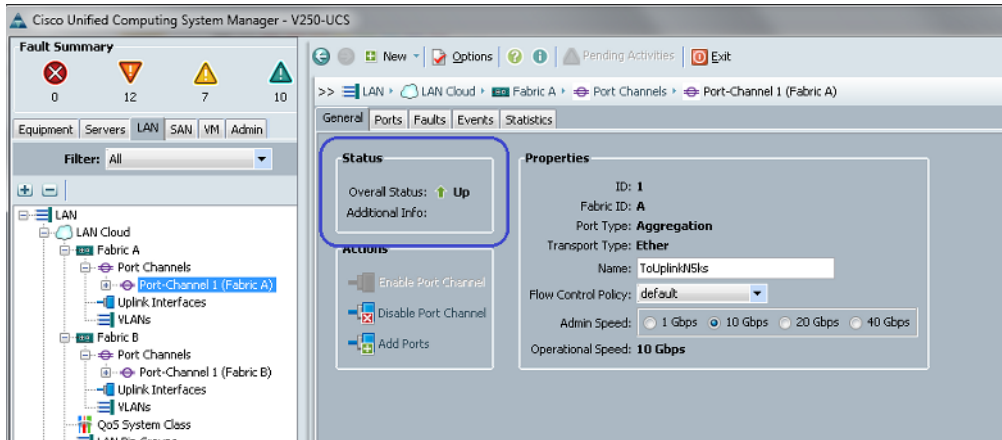 Cisco Unified Computing System Manager - V250-UCS
Fault Summary
0 12 7 10
New Options Pending Activities Exit
>> LAN LAN Cloud Fabric A Port Channels Port-Channel 1 (Fabric A)
Equipment Servers LAN SAN VM Admin
Filter: All
LAN
LAN Cloud
Fabric A
Port Channels
Port-Channel 1 (Fabric A)
Uplink Interfaces
VLANs
Fabric B
Port Channels
Port-Channel 1 (Fabric B)
Uplink Interfaces
VLANs
QoS System Class
General Ports Faults Events Statistics
Status
Overall Status: Up
Additional Info:
Actions
Enable Port Channel
Disable Port Channel
Add Ports
Properties
ID: 1
Fabric ID: A
Port Type: Aggregation
Transport Type: Ether
Name: ToUplinkN5ks
Flow Control Policy: default
Admin Speed: 1 Gbps 10 Gbps 20 Gbps 40 Gbps
Operational Speed: 10 Gbps